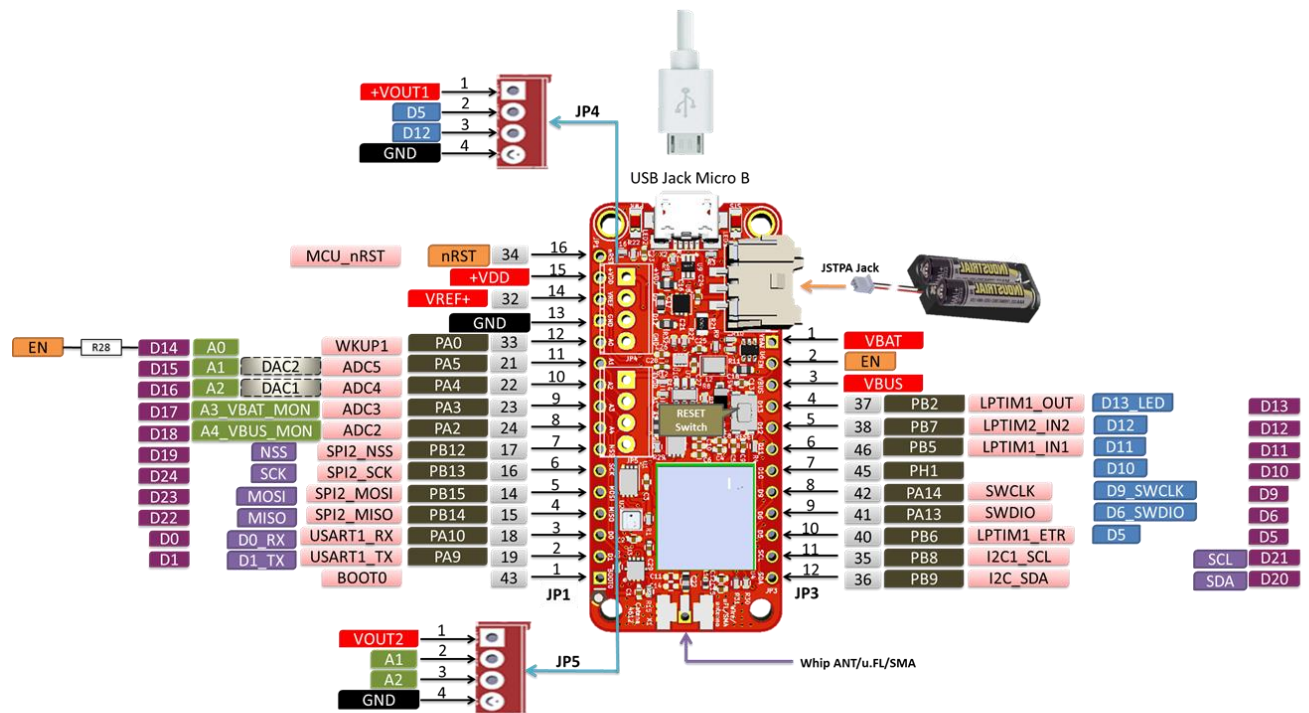 USB Jack Micro B
+VOUT1 1
D5 2
D12 3
GND 4
JP4
MCU_nRST nRST 34 16
+VDD 15
VREF+ 32 14
GND 13
EN R28 D14 A0 WKUP1 PA0 33 12
D15 A1 DAC2 ADC5 PA5 21 11
D16 A2 DAC1 ADC4 PA4 22 10
D17 A3_VBAT_MON ADC3 PA3 23 9
D18 A4_VBUS_MON ADC2 PA2 24 8
D19 NSS SPI2_NSS PB12 17 7
D24 SCK SPI2_SCK PB13 16 6
D23 MOSI SPI2_MOSI PB15 14 5
D22 MISO SPI2_MISO PB14 15 4
D0 D0_RX USART1_RX PA10 18 3
D1 D1_TX USART1_TX PA9 19 2
BOOT0 43 1
JP1
JSTPA Jack
INDUSTRIAL
INDUSTRIAL
RESET
Switch
1 VBAT
2 EN
3 VBUS
4 37 PB2 LPTIM1_OUT D13_LED D13
5 38 PB7 LPTIM2_IN2 D12 D12
6 46 PB5 LPTIM1_IN1 D11 D11
7 45 PH1 D10 D10
8 42 PA14 SWCLK D9_SWCLK D9
9 41 PA13 SWDIO D6_SWDIO D6
10 40 PB6 LPTIM1_ETR D5 D5
11 35 PB8 I2C1_SCL SCL D21
12 36 PB9 I2C_SDA SDA D20
JP3
VOUT2 1
A1 2
A2 3
GND 4
JP5
Whip ANT/u.FL/SMA